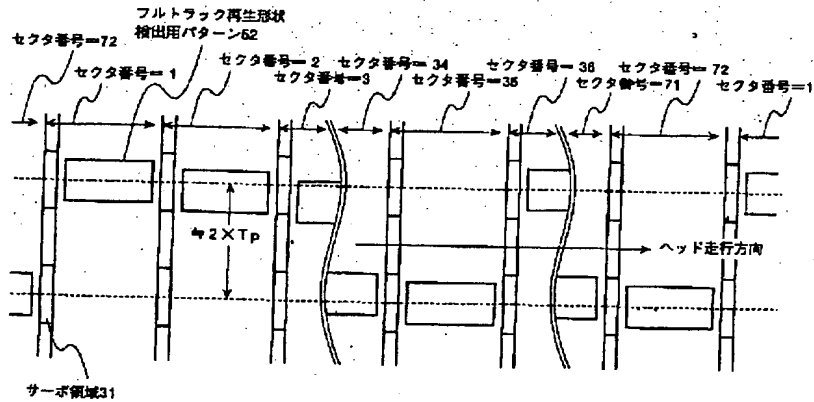 フルトラック再生形状
検出用パターン52
セクタ番号=72
セクタ番号=1
セクタ番号=2
セクタ番号=3
セクタ番号=34
セクタ番号=35
セクタ番号=36
セクタ番号=71
セクタ番号=72
セクタ番号=1
≒2×Tp
ヘッド走行方向
サーボ領域31